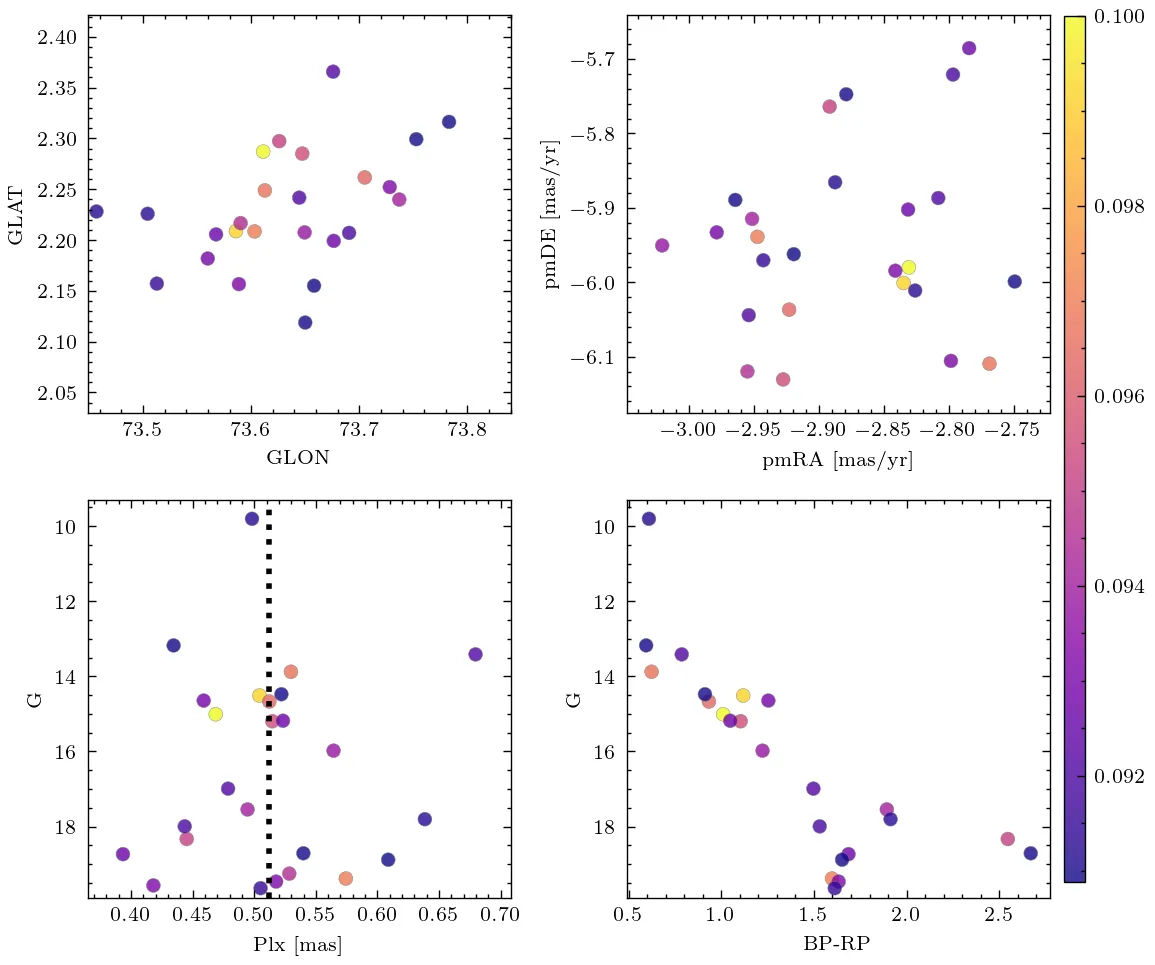 2.40
2.35
2.30
2.25
2.20
2.15
2.10
2.05
GLAT
73.5 73.6 73.7 73.8
GLON
−5.7
−5.8
−5.9
−6.0
−6.1
pmDE [mas/yr]
−3.00 −2.95 −2.90 −2.85 −2.80 −2.75
pmRA [mas/yr]
0.100
0.098
0.096
0.094
0.092
10
12
14
16
18
G
0.40 0.45 0.50 0.55 0.60 0.65 0.70
Plx [mas]
10
12
14
16
18
G
0.5 1.0 1.5 2.0 2.5
BP-RP